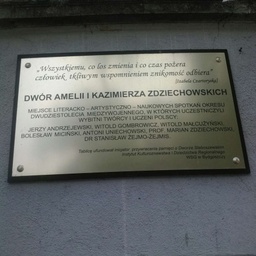 „Wszystkiemu, co los zmienia i co czas pożera
człowiek tkliwym wspomnieniem znikomość odbiera”
(Izabela Czartoryska)
DWÓR AMELII I KAZIMIERZA ZDZIECHOWSKICH
MIEJSCE LITERACKO – ARTYSTYCZNO – NAUKOWYCH SPOTKAŃ OKRESU
DWUDZIESTOLECIA MIĘDZYWOJENNEGO, W KTÓRYCH UCZESTNICZYLI
WYBITNI TWÓRCY I UCZENI POLSCY:
JERZY ANDRZEJEWSKI, WITOLD GOMBROWICZ, WITOLD MAŁCUŻYŃSKI,
BOLESŁAW MICIŃSKI, ANTONI UNIECHOWSKI, PROF. MARIAN ZDZIECHOWSKI,
DR STANISŁAW ŻEJMO-ŻEJMIS.